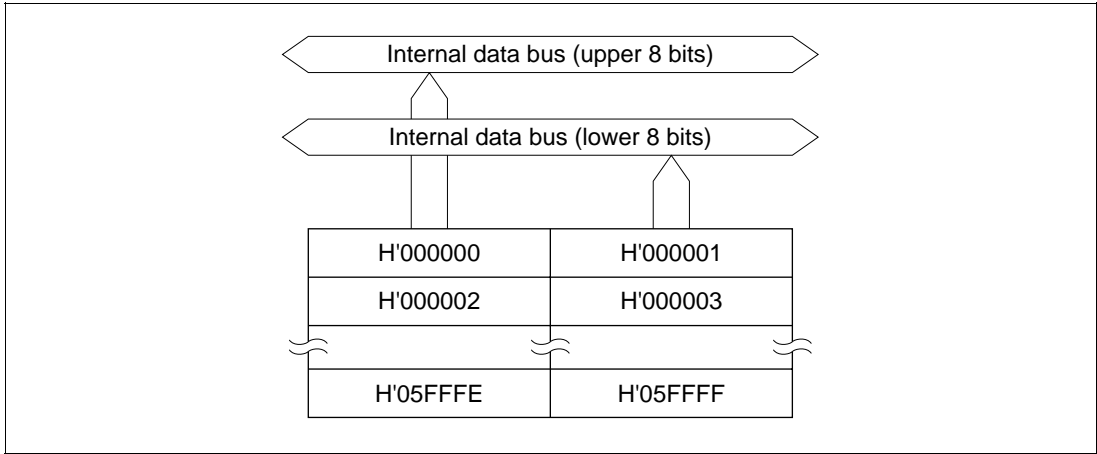 Internal data bus (upper 8 bits)
Internal data bus (lower 8 bits)
H'000000 H'000001
H'000002 H'000003
H'05FFFE H'05FFFF